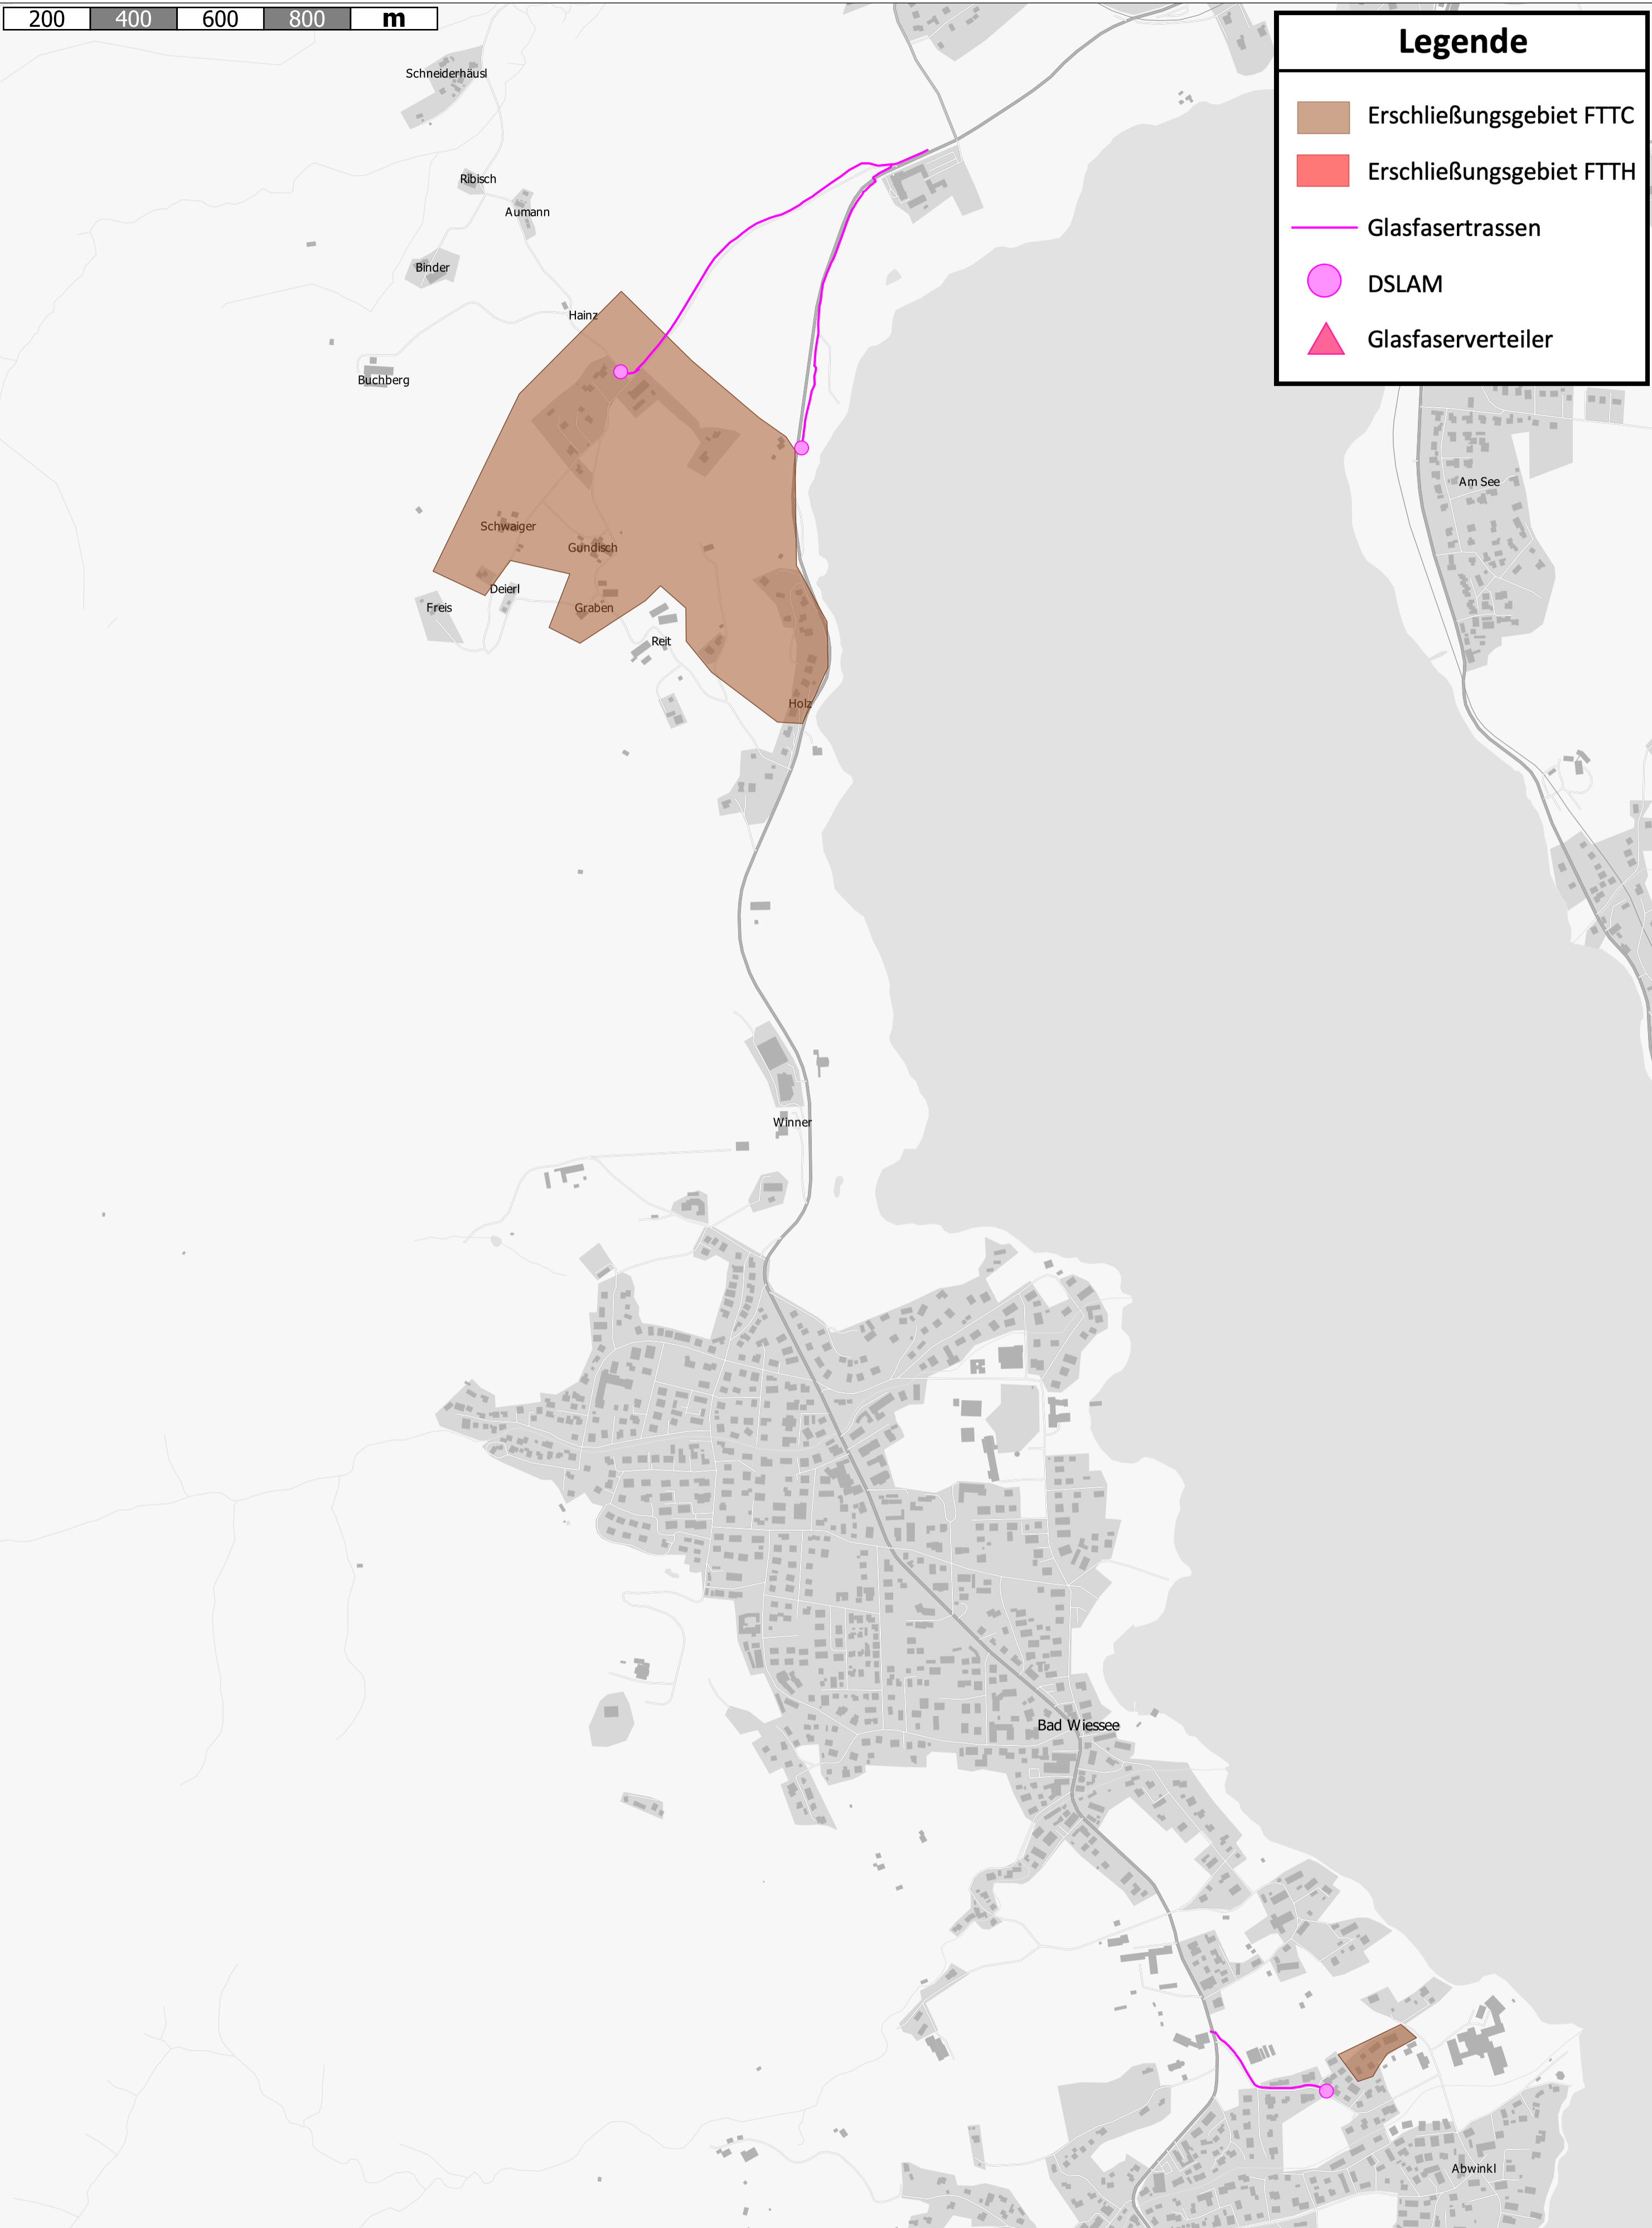 200 400 600 800 m
Legende
Erschließungsgebiet FTTC
Erschließungsgebiet FTTH
Glasfasertrassen
DSLAM
Glasfaserverteiler
Schneiderhäusl
Ribisch
Aumann
Binder
Hainz
Buchberg
Am See
Schwaiger
Gundisch
Deierl
Freis
Graben
Reit
Holz
Winner
Bad Wiessee
Abwinkl